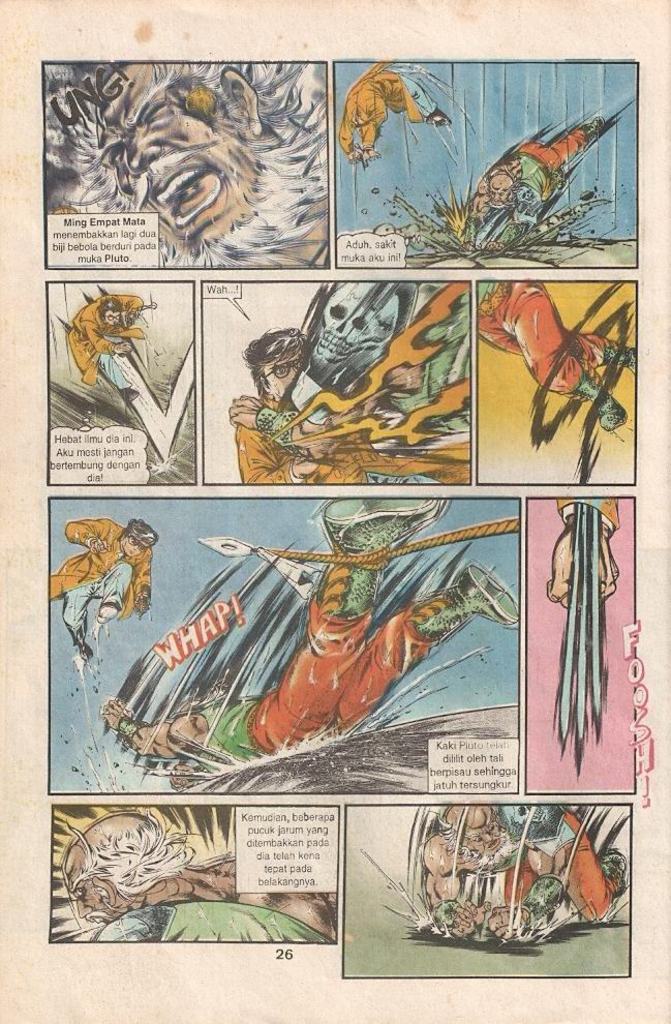 UNG!
Ming Empat Mata
menembakkan lagi dua
biji bebola berduri pada
muka Pluto.
Aduh, sakit
muka aku ini!
Hebat ilmu dia ini.
Aku mesti jangan
bertembung dengan
dia!
Wah...!
WHAP!
Kaki Pluto telah
dililit oleh tali
berpisau sehingga
jatuh tersungkur.
FOOSH!
Kemudian, beberapa
pucuk jarum yang
ditembakkan pada
dia telah kena
tepat pada
belakangnya.
26